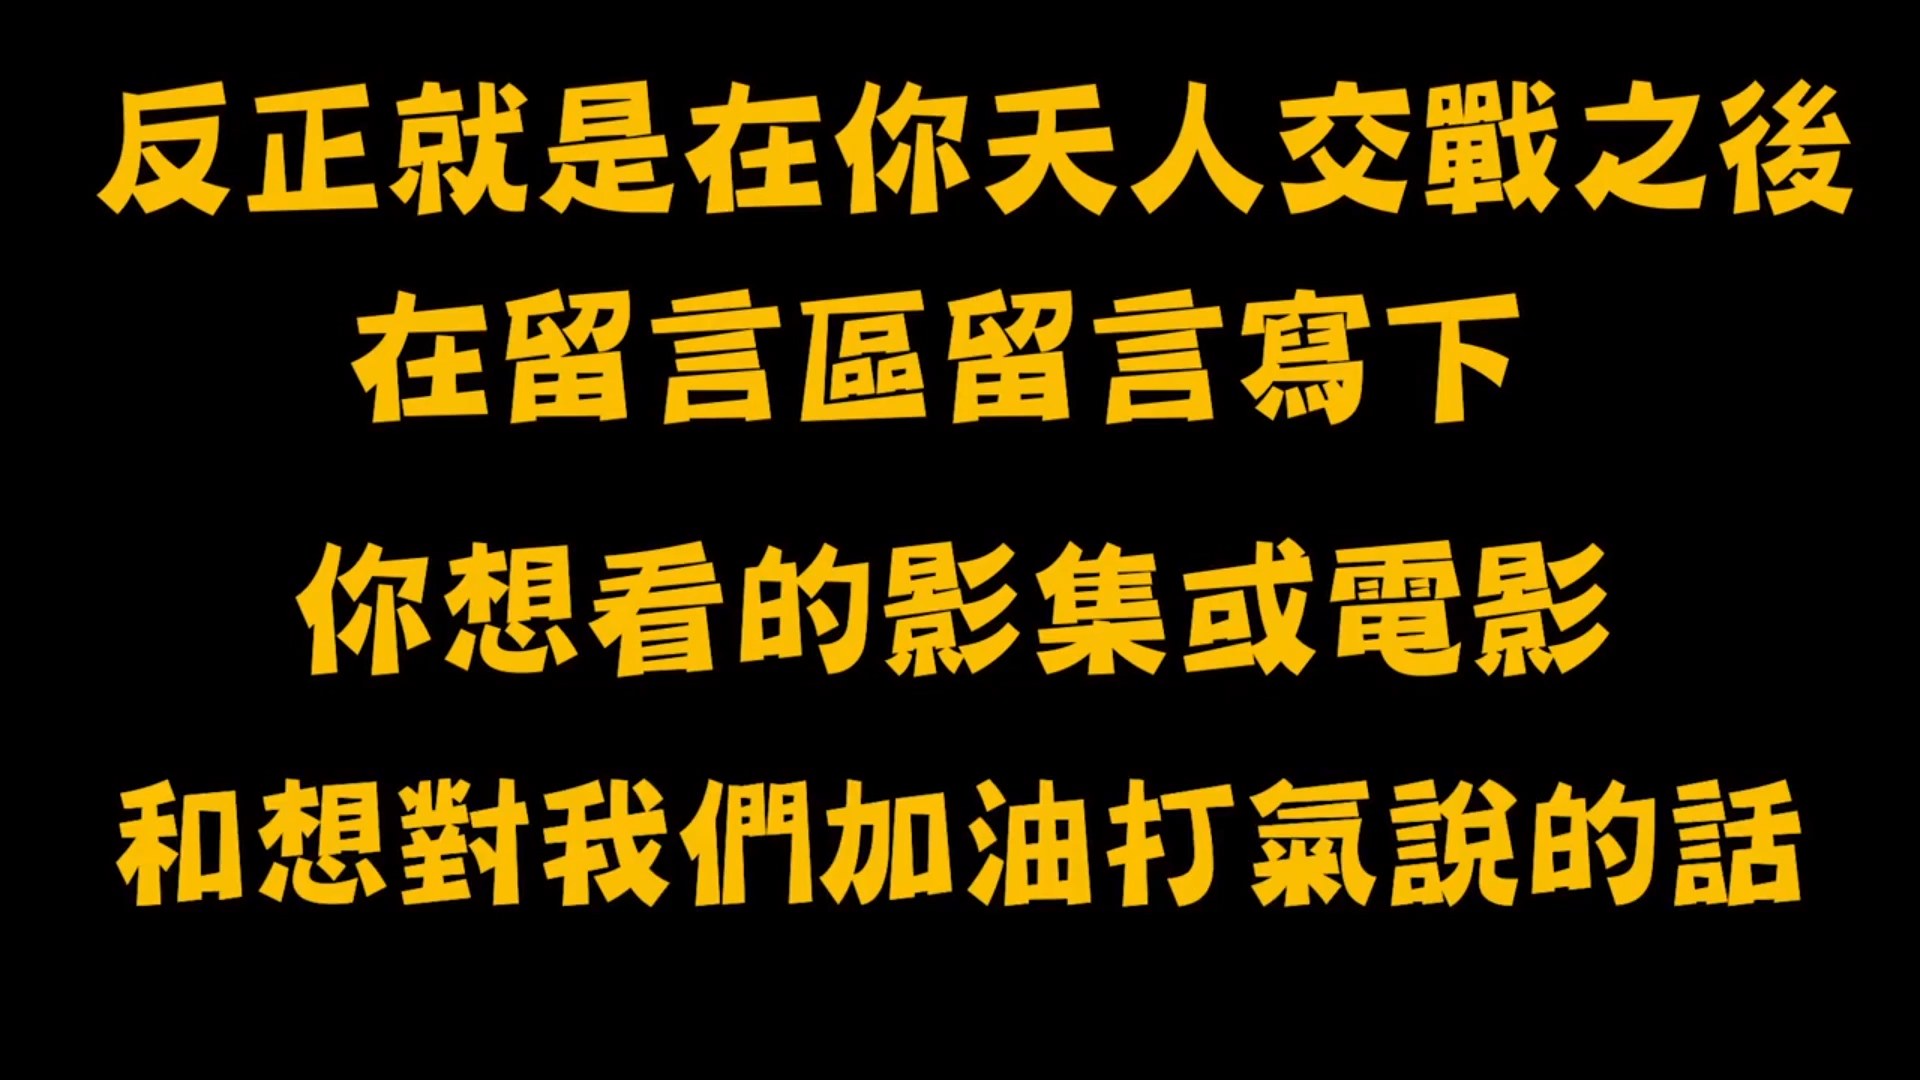 反正就是在你天人交戰之後
在留言區留言寫下
你想看的影集或電影
和想對我們加油打氣說的話